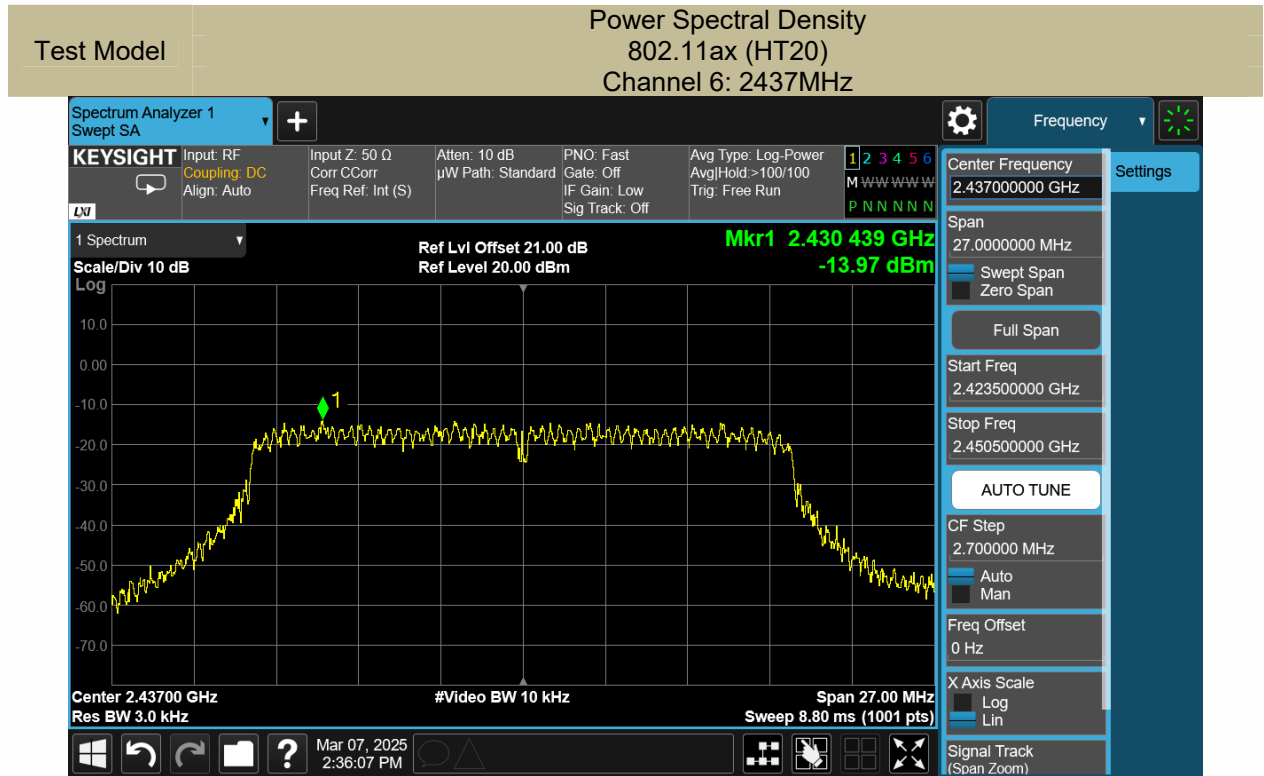 Test Model
Power Spectral Density
802.11ax (HT20)
Channel 6: 2437MHz
Spectrum Analyzer 1
Swept SA
Frequency
KEYSIGHT
LXI
Input: RF
Coupling: DC
Align: Auto
Input Z: 50 Ω
Corr CCorr
Freq Ref: Int (S)
Atten: 10 dB
µW Path: Standard
PNO: Fast
Gate: Off
IF Gain: Low
Sig Track: Off
Avg Type: Log-Power
Avg|Hold:>100/100
Trig: Free Run
1 2 3 4 5 6
M W W W W W
P N N N N N
1 Spectrum
Scale/Div 10 dB
Log
Ref Lvl Offset 21.00 dB
Ref Level 20.00 dBm
Mkr1 2.430 439 GHz
-13.97 dBm
10.0
0.00
-10.0
-20.0
-30.0
-40.0
-50.0
-60.0
-70.0
1
Center 2.43700 GHz
Res BW 3.0 kHz
#Video BW 10 kHz
Span 27.00 MHz
Sweep 8.80 ms (1001 pts)
?
Mar 07, 2025
2:36:07 PM
Settings
Center Frequency
2.437000000 GHz
Span
27.0000000 MHz
Swept Span
Zero Span
Full Span
Start Freq
2.423500000 GHz
Stop Freq
2.450500000 GHz
AUTO TUNE
CF Step
2.700000 MHz
Auto
Man
Freq Offset
0 Hz
X Axis Scale
Log
Lin
Signal Track
(Span Zoom)